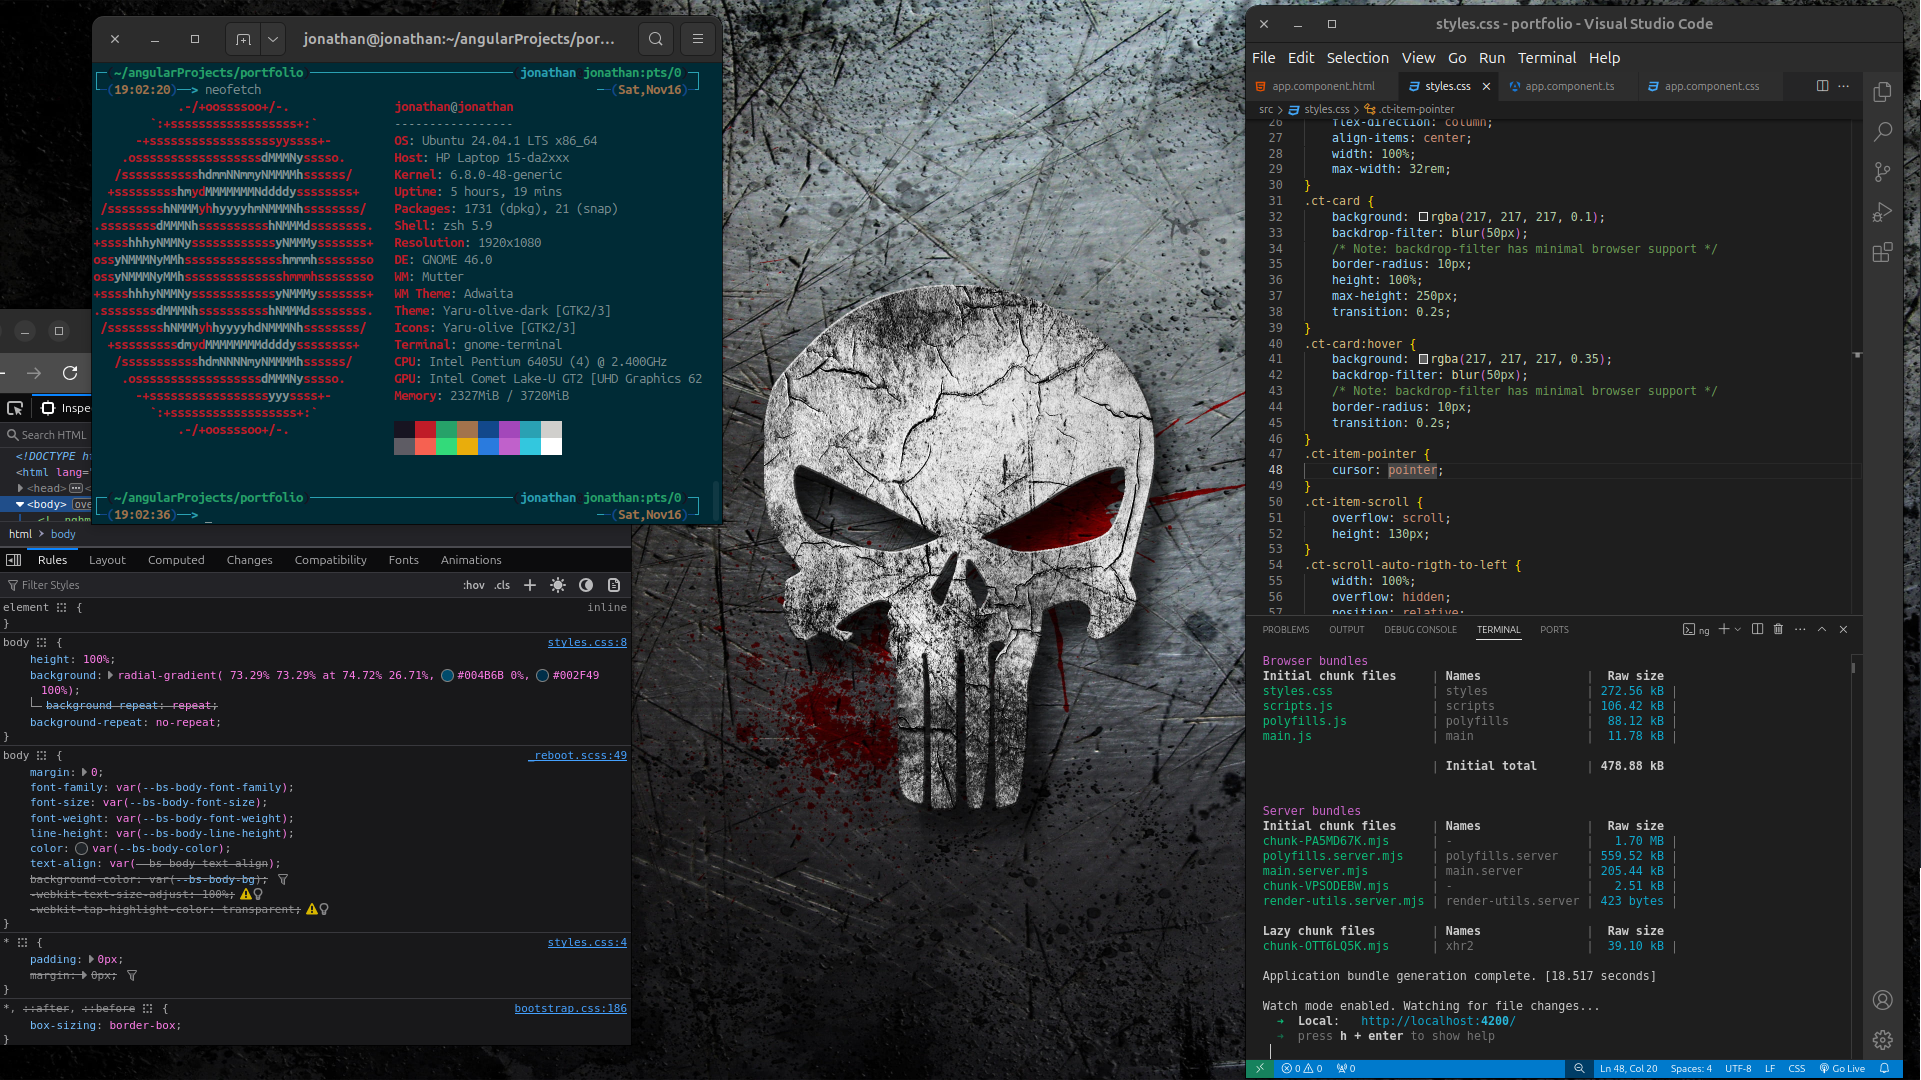 jonathan@jonathan:~/angularProjects/por...
~/angularProjects/portfolio jonathan jonathan:pts/0
(19:02:20)──> neofetch (Sat,Nov16)
.-/+oossssoo+/-. jonathan@jonathan
`:+ssssssssssssssssss+:` -----------------
-+ssssssssssssssssssyyssss+- OS: Ubuntu 24.04.1 LTS x86_64
.ossssssssssssssssssdMMMNysssso. Host: HP Laptop 15-da2xxx
/ssssssssssshdmmNNmmyNMMMMhssssss/ Kernel: 6.8.0-48-generic
+ssssssssshmydMMMMMMMNddddyssssssss+ Uptime: 5 hours, 19 mins
/sssssssshNMMMyhhyyyyhmNMMMNhssssssss/ Packages: 1731 (dpkg), 21 (snap)
.ssssssssdMMMNhsssssssssshNMMMdssssssss. Shell: zsh 5.9
+sssshhhyNMMNyssssssssssssyNMMMysssssss+ Resolution: 1920x1080
ossyNMMMNyMMhsssssssssssssshmmmhssssssso DE: GNOME 46.0
ossyNMMMNyMMhsssssssssssssshmmmhssssssso WM: Mutter
+sssshhhyNMMNyssssssssssssyNMMMysssssss+ WM Theme: Adwaita
.ssssssssdMMMNhsssssssssshNMMMdssssssss. Theme: Yaru-olive-dark [GTK2/3]
/sssssssshNMMMyhhyyyyhdNMMMNhssssssss/ Icons: Yaru-olive [GTK2/3]
+sssssssssdmydMMMMMMMMddddyssssssss+ Terminal: gnome-terminal
/ssssssssssshdmNNNNmyNMMMMhssssss/ CPU: Intel Pentium 6405U (4) @ 2.400GHz
.ossssssssssssssssssdMMMNysssso. GPU: Intel Comet Lake-U GT2 [UHD Graphics 62
-+sssssssssssssssssyyyssss+- Memory: 2327MiB / 3720MiB
`:+ssssssssssssssssss+:`
.-/+oossssoo+/-.
~/angularProjects/portfolio jonathan jonathan:pts/0
(19:02:36)──> _ (Sat,Nov16)
Inspe
Search HTML
<!DOCTYPE ht
<html lang="
<head>
<body> ove
html > body
Rules Layout Computed Changes Compatibility Fonts Animations
Filter Styles :hov .cls
element { inline
}
body { styles.css:8
height: 100%;
background: radial-gradient( 73.29% 73.29% at 74.72% 26.71%, #004B6B 0%, #002F49
100%);
background-repeat: repeat;
background-repeat: no-repeat;
}
body { _reboot.scss:49
margin: 0;
font-family: var(--bs-body-font-family);
font-size: var(--bs-body-font-size);
font-weight: var(--bs-body-font-weight);
line-height: var(--bs-body-line-height);
color: var(--bs-body-color);
text-align: var(--bs-body-text-align);
background-color: var(--bs-body-bg);
-webkit-text-size-adjust: 100%;
-webkit-tap-highlight-color: transparent;
}
* { styles.css:4
padding: 0px;
margin: 0px;
}
*, ::after, ::before { bootstrap.css:186
box-sizing: border-box;
}
styles.css - portfolio - Visual Studio Code
File Edit Selection View Go Run Terminal Help
app.component.html styles.css app.component.ts app.component.css
src > styles.css > .ct-item-pointer
26 flex-direction: column;
27 align-items: center;
28 width: 100%;
29 max-width: 32rem;
30 }
31 .ct-card {
32 background: rgba(217, 217, 217, 0.1);
33 backdrop-filter: blur(50px);
34 /* Note: backdrop-filter has minimal browser support */
35 border-radius: 10px;
36 height: 100%;
37 max-height: 250px;
38 transition: 0.2s;
39 }
40 .ct-card:hover {
41 background: rgba(217, 217, 217, 0.35);
42 backdrop-filter: blur(50px);
43 /* Note: backdrop-filter has minimal browser support */
44 border-radius: 10px;
45 transition: 0.2s;
46 }
47 .ct-item-pointer {
48 cursor: pointer;
49 }
50 .ct-item-scroll {
51 overflow: scroll;
52 height: 130px;
53 }
54 .ct-scroll-auto-rigth-to-left {
55 width: 100%;
56 overflow: hidden;
57 position: relative;
PROBLEMS OUTPUT DEBUG CONSOLE TERMINAL PORTS ng
Browser bundles
Initial chunk files | Names | Raw size
styles.css | styles | 272.56 kB |
scripts.js | scripts | 106.42 kB |
polyfills.js | polyfills | 88.12 kB |
main.js | main | 11.78 kB |
| Initial total | 478.88 kB
Server bundles
Initial chunk files | Names | Raw size
chunk-PA5MD67K.mjs | - | 1.70 MB |
polyfills.server.mjs | polyfills.server | 559.52 kB |
main.server.mjs | main.server | 205.44 kB |
chunk-VPSODEBW.mjs | - | 2.51 kB |
render-utils.server.mjs | render-utils.server | 423 bytes |
Lazy chunk files | Names | Raw size
chunk-OTT6LQ5K.mjs | xhr2 | 39.10 kB |
Application bundle generation complete. [18.517 seconds]
Watch mode enabled. Watching for file changes...
➜ Local: http://localhost:4200/
➜ press h + enter to show help
0 0 0 Ln 48, Col 20 Spaces: 4 UTF-8 LF CSS Go Live